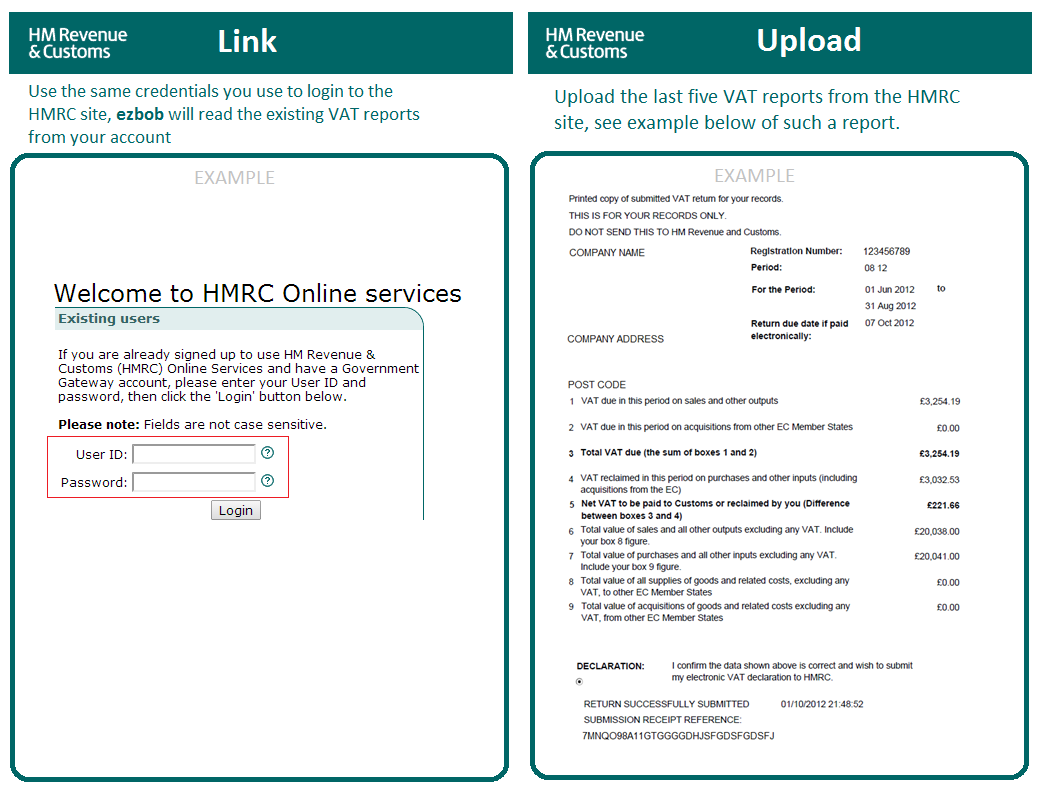 HM Revenue
& Customs
Link
Use the same credentials you use to login to the
HMRC site, ezbob will read the existing VAT reports
from your account
EXAMPLE
Welcome to HMRC Online services
Existing users
If you are already signed up to use HM Revenue &
Customs (HMRC) Online Services and have a Government
Gateway account, please enter your User ID and
password, then click the 'Login' button below.
Please note: Fields are not case sensitive.
User ID: ?
Password: ?
Login
HM Revenue
& Customs
Upload
Upload the last five VAT reports from the HMRC
site, see example below of such a report.
EXAMPLE
Printed copy of submitted VAT return for your records.
THIS IS FOR YOUR RECORDS ONLY.
DO NOT SEND THIS TO HM Revenue and Customs.
COMPANY NAME
Registration Number: 123456789
Period: 08 12
For the Period: 01 Jun 2012 to
31 Aug 2012
Return due date if paid 07 Oct 2012
electronically:
COMPANY ADDRESS
POST CODE
1 VAT due in this period on sales and other outputs £3,254.19
2 VAT due in this period on acquisitions from other EC Member States £0.00
3 Total VAT due (the sum of boxes 1 and 2) £3,254.19
4 VAT reclaimed in this period on purchases and other inputs (including £3,032.53
acquisitions from the EC)
5 Net VAT to be paid to Customs or reclaimed by you (Difference £221.66
between boxes 3 and 4)
6 Total value of sales and all other outputs excluding any VAT. Include £20,038.00
your box 8 figure.
7 Total value of purchases and all other inputs excluding any VAT. £20,041.00
Include your box 9 figure.
8 Total value of all supplies of goods and related costs, excluding any £0.00
VAT, to other EC Member States
9 Total value of acquisitions of goods and related costs excluding any £0.00
VAT, from other EC Member States
DECLARATION: I confirm the data shown above is correct and wish to submit
my electronic VAT declaration to HMRC.
RETURN SUCCESSFULLY SUBMITTED 01/10/2012 21:48:52
SUBMISSION RECEIPT REFERENCE:
7MNQO98A11GTGGGGDHJSFGDSFGDSFJ